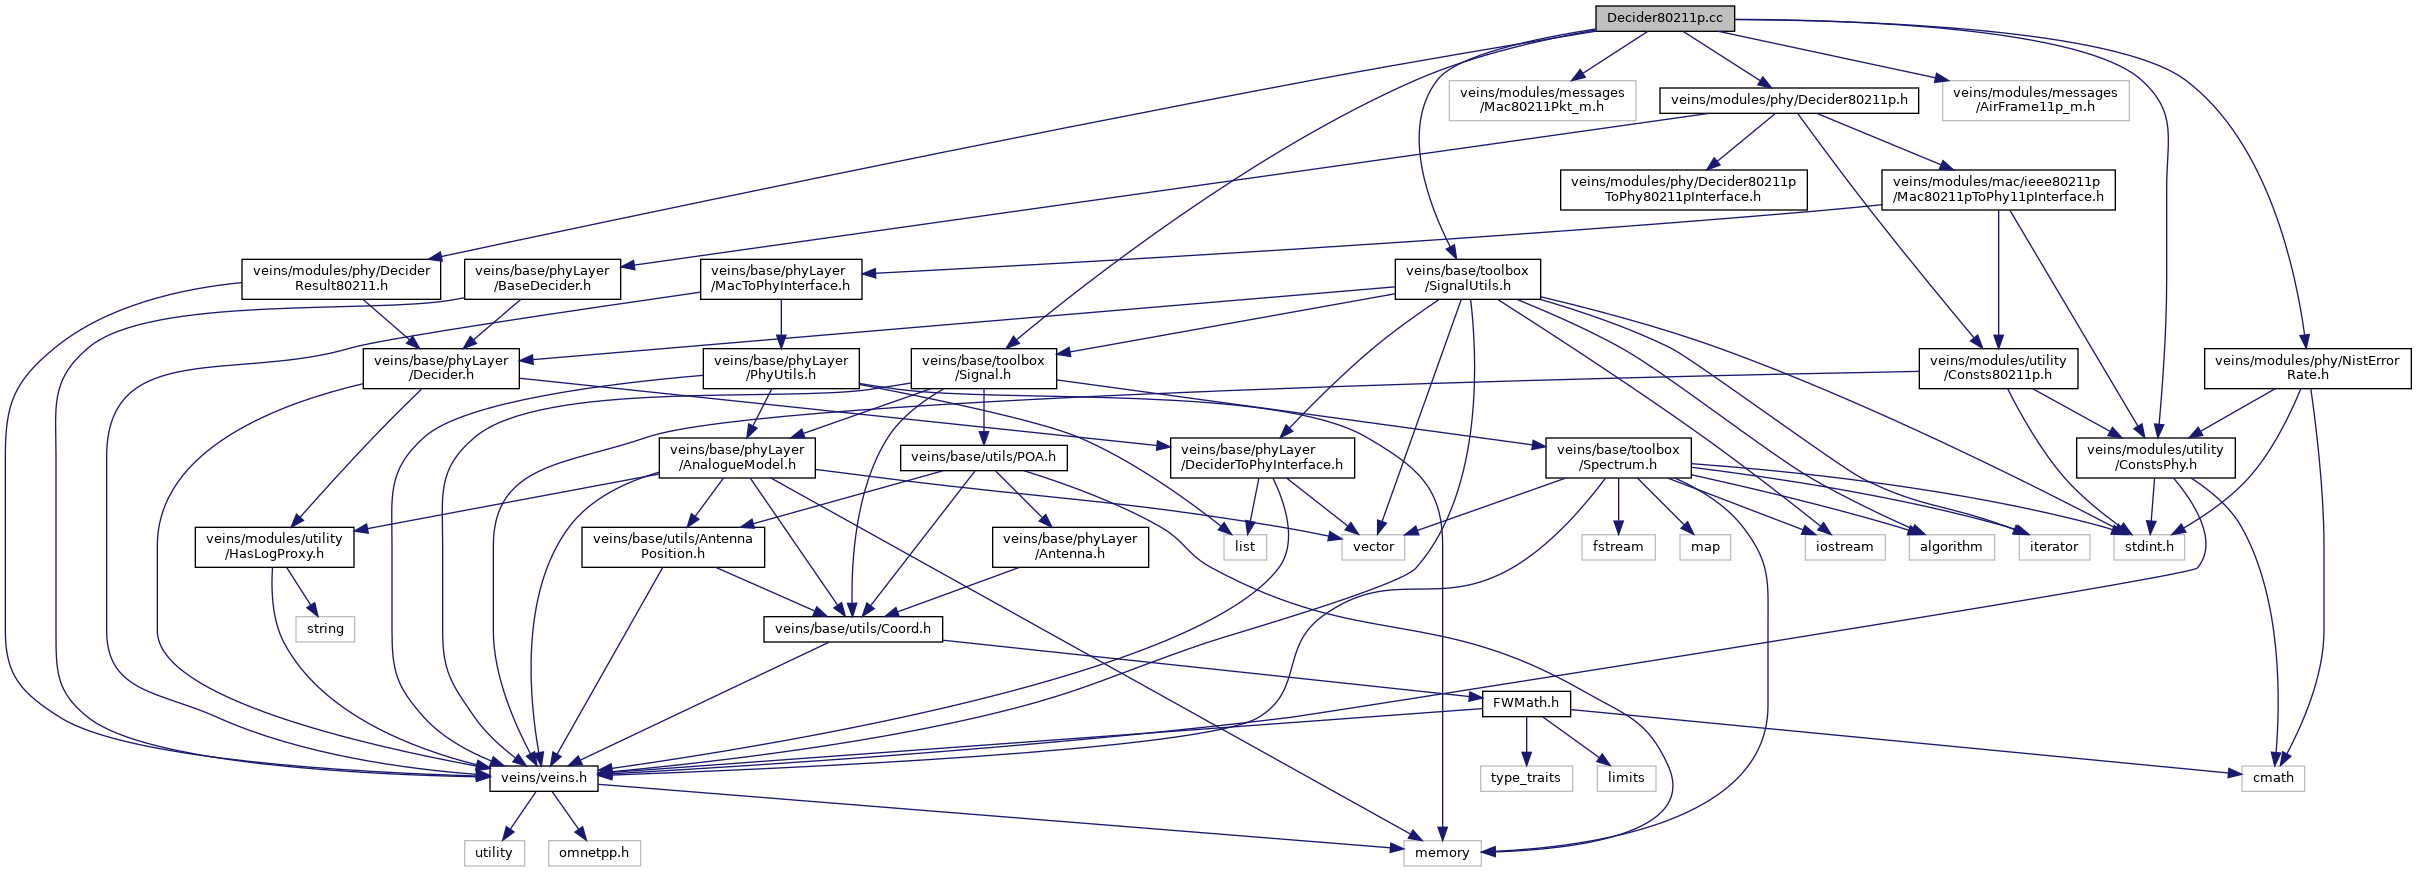 Decider80211p.cc
veins/modules/messages
/Mac80211Pkt_m.h
veins/modules/phy/Decider80211p.h
veins/modules/messages
/AirFrame11p_m.h
veins/modules/phy/Decider80211p
ToPhy80211pInterface.h
veins/modules/mac/ieee80211p
/Mac80211pToPhy11pInterface.h
veins/modules/phy/Decider
Result80211.h
veins/base/phyLayer
/BaseDecider.h
veins/base/phyLayer
/MacToPhyInterface.h
veins/base/toolbox
/SignalUtils.h
veins/base/phyLayer
/Decider.h
veins/base/phyLayer
/PhyUtils.h
veins/base/toolbox
/Signal.h
veins/modules/utility
/Consts80211p.h
veins/modules/phy/NistError
Rate.h
veins/base/phyLayer
/AnalogueModel.h
veins/base/utils/POA.h
veins/base/phyLayer
/DeciderToPhyInterface.h
veins/base/toolbox
/Spectrum.h
veins/modules/utility
/ConstsPhy.h
veins/modules/utility
/HasLogProxy.h
veins/base/utils/Antenna
Position.h
veins/base/phyLayer
/Antenna.h
list
vector
fstream
map
iostream
algorithm
iterator
stdint.h
string
veins/base/utils/Coord.h
FWMath.h
veins/veins.h
type_traits
limits
cmath
utility
omnetpp.h
memory